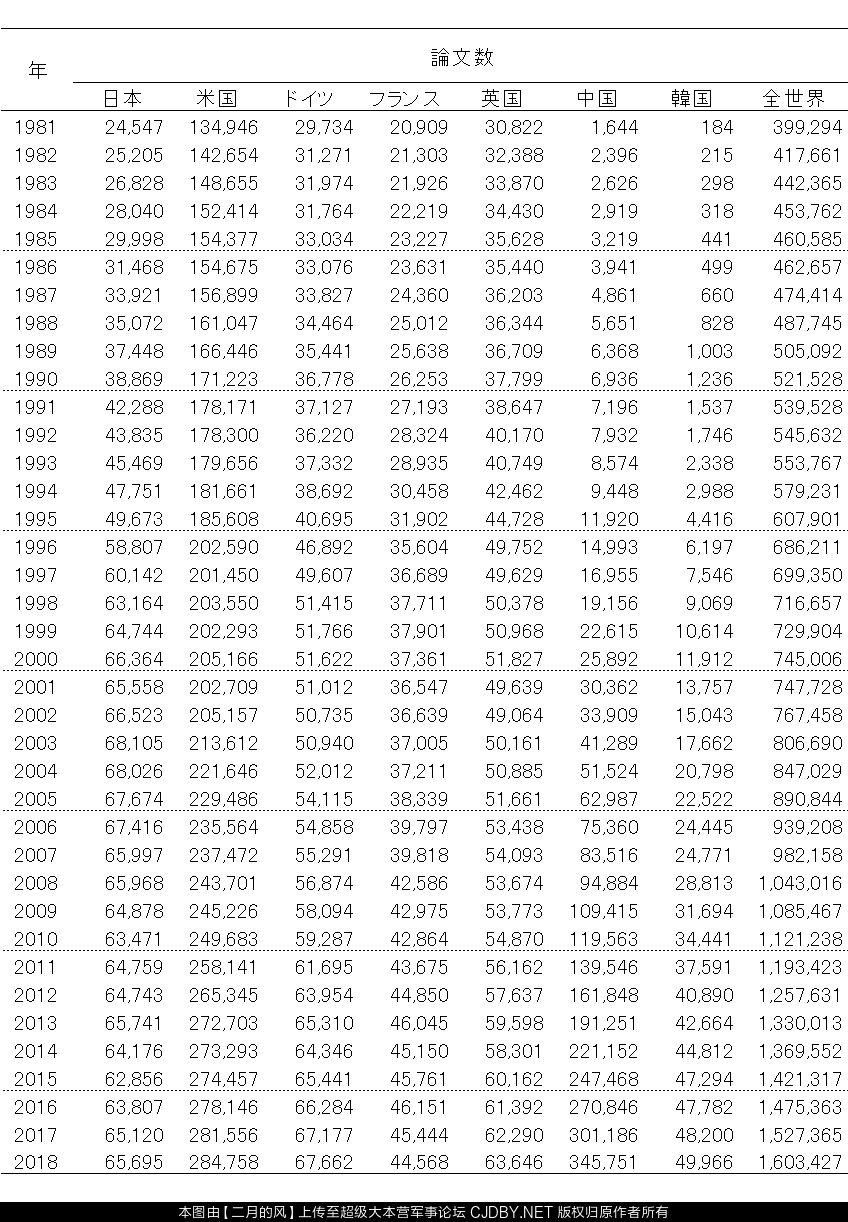 論文数
年
日本 米国 ドイツ フランス 英国 中国 韓国 全世界
1981 24,547 134,946 29,734 20,909 30,822 1,644 184 399,294
1982 25,205 142,654 31,271 21,303 32,388 2,396 215 417,661
1983 26,828 148,655 31,974 21,926 33,870 2,626 298 442,365
1984 28,040 152,414 31,764 22,219 34,430 2,919 318 453,762
1985 29,998 154,377 33,034 23,227 35,628 3,219 441 460,585
1986 31,468 154,675 33,076 23,631 35,440 3,941 499 462,657
1987 33,921 156,899 33,827 24,360 36,203 4,861 660 474,414
1988 35,072 161,047 34,464 25,012 36,344 5,651 828 487,745
1989 37,448 166,446 35,441 25,638 36,709 6,368 1,003 505,092
1990 38,869 171,223 36,778 26,253 37,799 6,936 1,236 521,528
1991 42,288 178,171 37,127 27,193 38,647 7,196 1,537 539,528
1992 43,835 178,300 36,220 28,324 40,170 7,932 1,746 545,632
1993 45,469 179,656 37,332 28,935 40,749 8,574 2,338 553,767
1994 47,751 181,661 38,692 30,458 42,462 9,448 2,988 579,231
1995 49,673 185,608 40,695 31,902 44,728 11,920 4,416 607,901
1996 58,807 202,590 46,892 35,604 49,752 14,993 6,197 686,211
1997 60,142 201,450 49,607 36,689 49,629 16,955 7,546 699,350
1998 63,164 203,550 51,415 37,711 50,378 19,156 9,069 716,657
1999 64,744 202,293 51,766 37,901 50,968 22,615 10,614 729,904
2000 66,364 205,166 51,622 37,361 51,827 25,892 11,912 745,006
2001 65,558 202,709 51,012 36,547 49,639 30,362 13,757 747,728
2002 66,523 205,157 50,735 36,639 49,064 33,909 15,043 767,458
2003 68,105 213,612 50,940 37,005 50,161 41,289 17,662 806,690
2004 68,026 221,646 52,012 37,211 50,885 51,524 20,798 847,029
2005 67,674 229,486 54,115 38,339 51,661 62,987 22,522 890,844
2006 67,416 235,564 54,858 39,797 53,438 75,360 24,445 939,208
2007 65,997 237,472 55,291 39,818 54,093 83,516 24,771 982,158
2008 65,968 243,701 56,874 42,586 53,674 94,884 28,813 1,043,016
2009 64,878 245,226 58,094 42,975 53,773 109,415 31,694 1,085,467
2010 63,471 249,683 59,287 42,864 54,870 119,563 34,441 1,121,238
2011 64,759 258,141 61,695 43,675 56,162 139,546 37,591 1,193,423
2012 64,743 265,345 63,954 44,850 57,637 161,848 40,890 1,257,631
2013 65,741 272,703 65,310 46,045 59,598 191,251 42,664 1,330,013
2014 64,176 273,293 64,346 45,150 58,301 221,152 44,812 1,369,552
2015 62,856 274,457 65,441 45,761 60,162 247,468 47,294 1,421,317
2016 63,807 278,146 66,284 46,151 61,392 270,846 47,782 1,475,363
2017 65,120 281,556 67,177 45,444 62,290 301,186 48,200 1,527,365
2018 65,695 284,758 67,662 44,568 63,646 345,751 49,966 1,603,427
本图由【二月的风】上传至超级大本营军事论坛 CJDBY.NET 版权归原作者所有